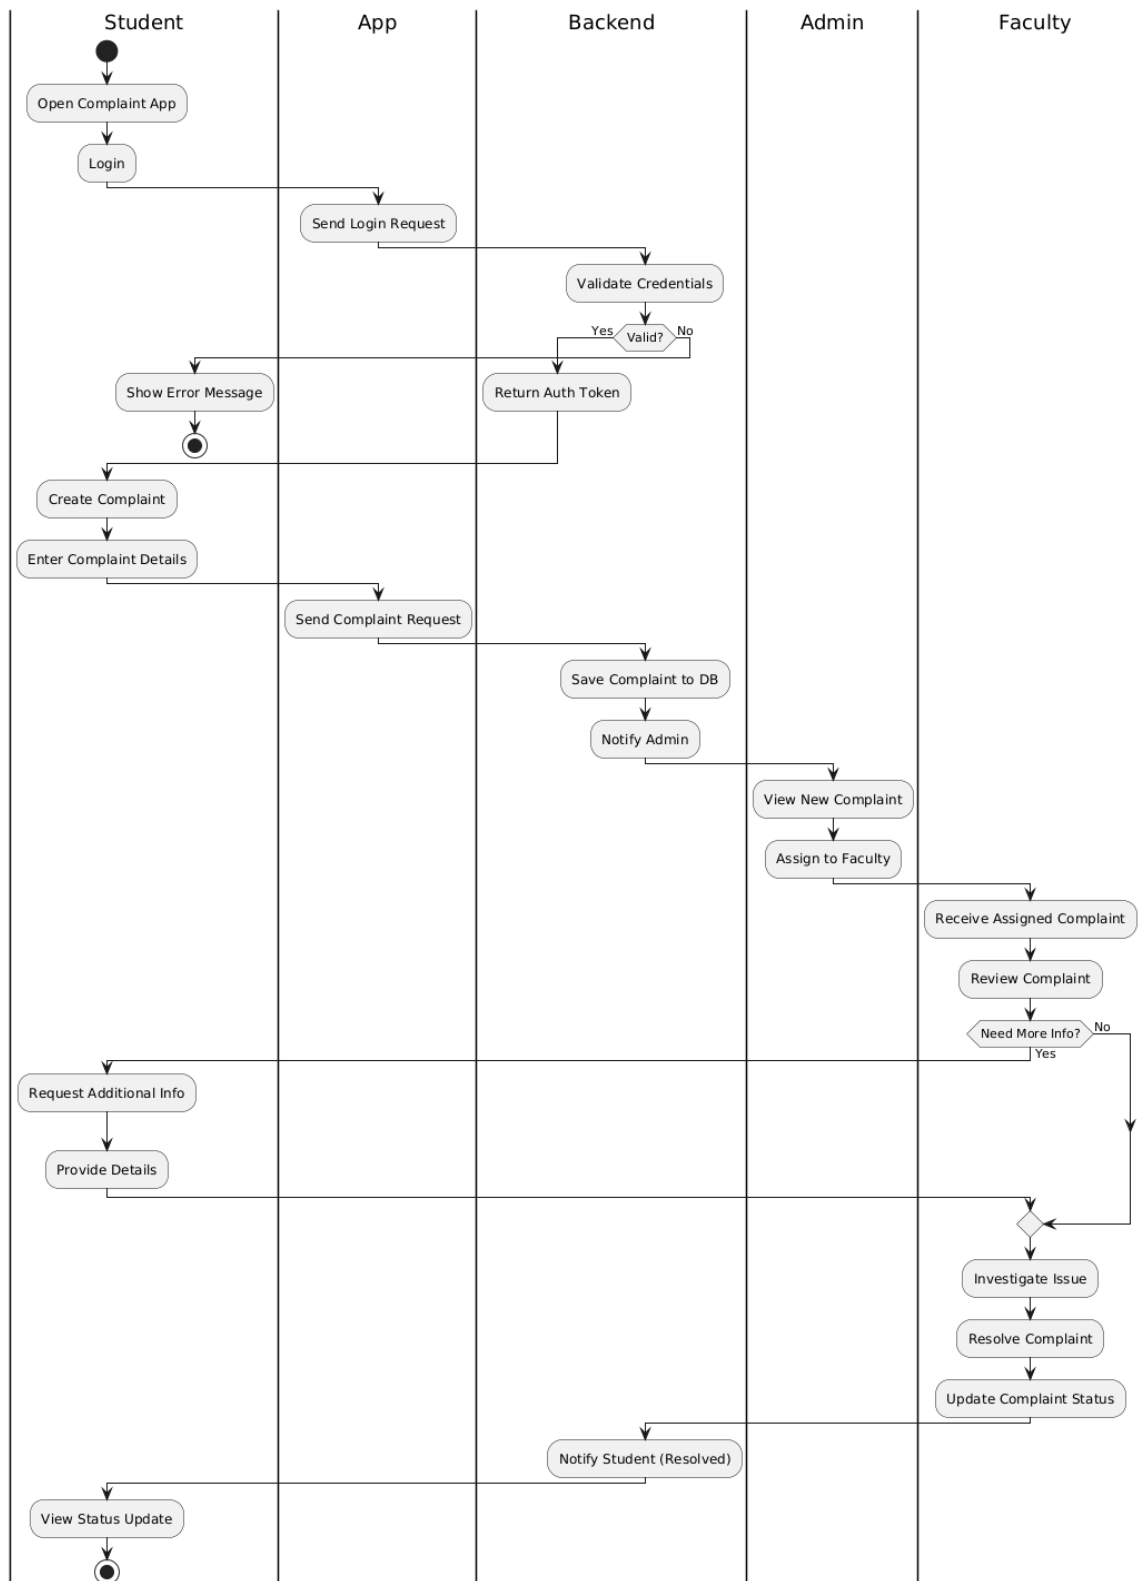 Student
App
Backend
Admin
Faculty
Open Complaint App
Login
Send Login Request
Validate Credentials
Yes
Valid?
No
Show Error Message
Return Auth Token
Create Complaint
Enter Complaint Details
Send Complaint Request
Save Complaint to DB
Notify Admin
View New Complaint
Assign to Faculty
Receive Assigned Complaint
Review Complaint
Need More Info?
No
Yes
Request Additional Info
Provide Details
Investigate Issue
Resolve Complaint
Update Complaint Status
Notify Student (Resolved)
View Status Update